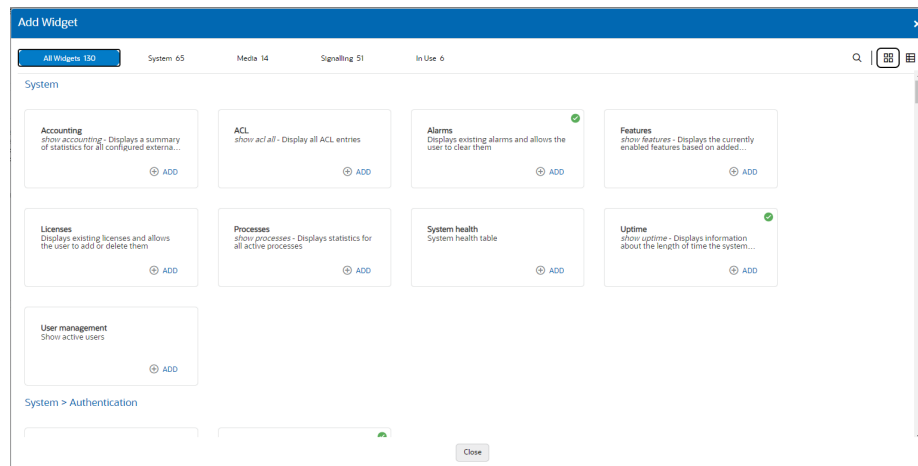 Add Widget
All Widgets 130
System 65
Media 14
Signalling 51
In Use 6
System
Accounting
show accounting - Displays a summary
of statistics for all configured externa...
ADD
ACL
show acl all - Display all ACL entries
ADD
Alarms
Displays existing alarms and allows the
user to clear them
ADD
Features
show features - Displays the currently
enabled features based on added...
ADD
Licenses
Displays existing licenses and allows
the user to add or delete them
ADD
Processes
show processes - Displays statistics for
all active processes
ADD
System health
System health table
ADD
Uptime
show uptime - Displays information
about the length of time the system...
ADD
User management
Show active users
ADD
System > Authentication
Close